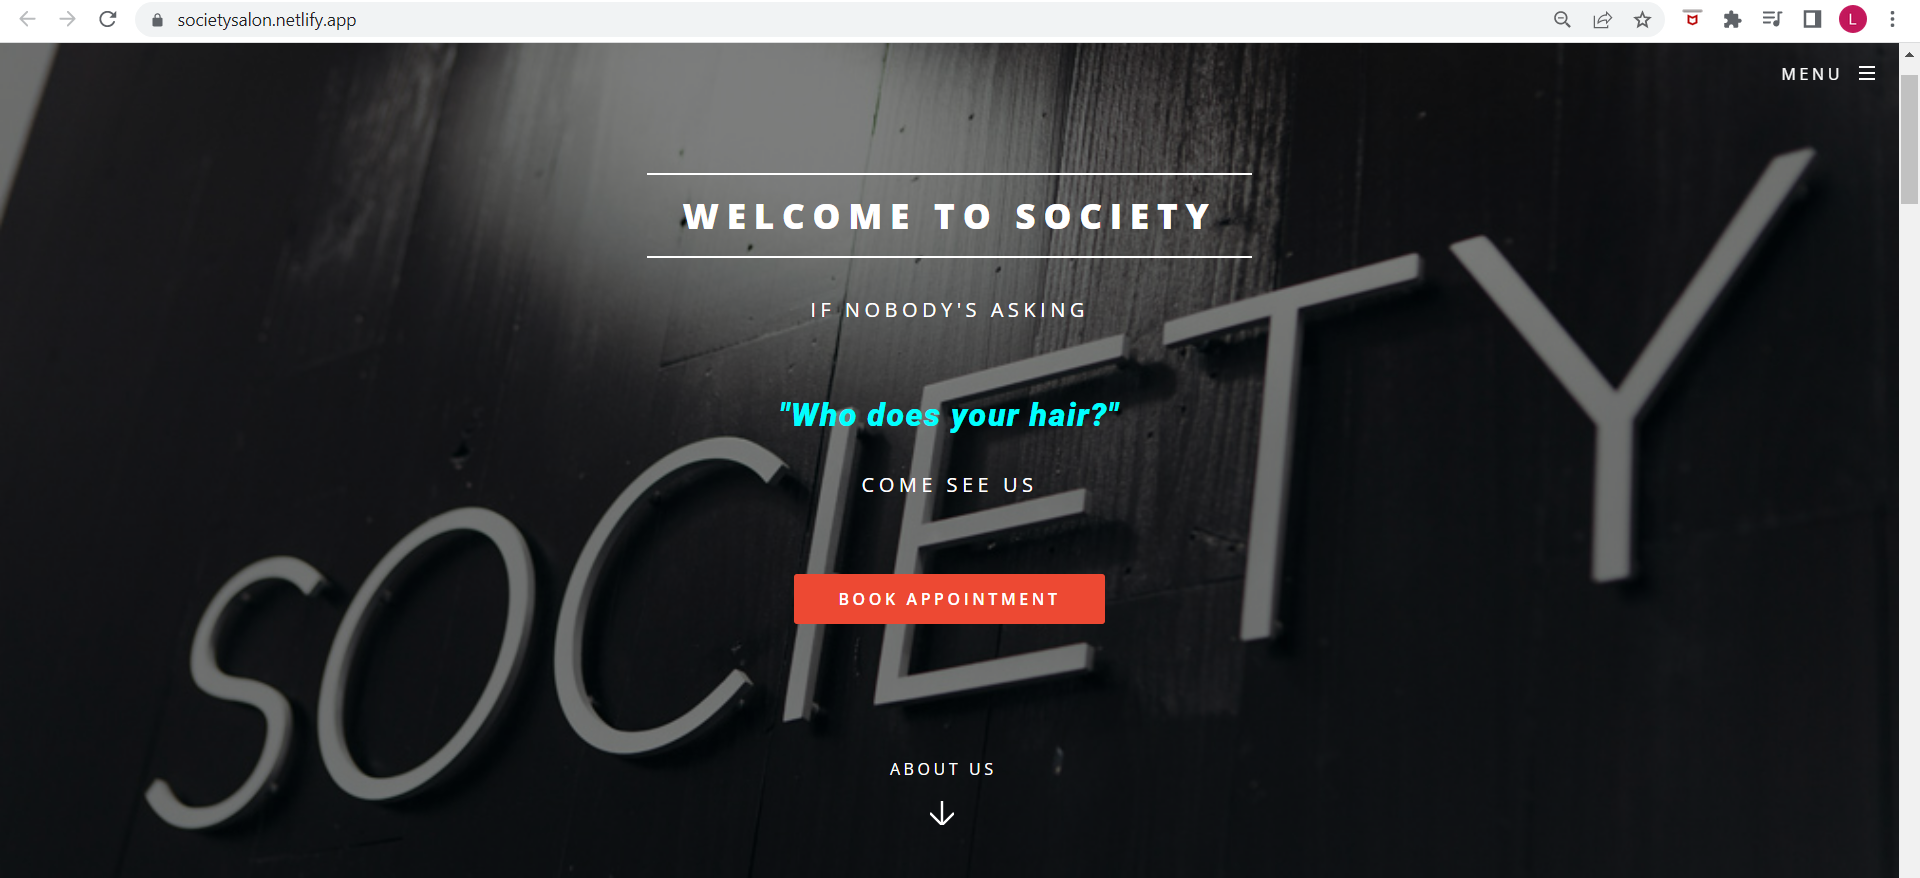 societysalon.netlify.app
L
MENU
WELCOME TO SOCIETY
IF NOBODY'S ASKING
"Who does your hair?"
COME SEE US
SOCIETY
BOOK APPOINTMENT
ABOUT US